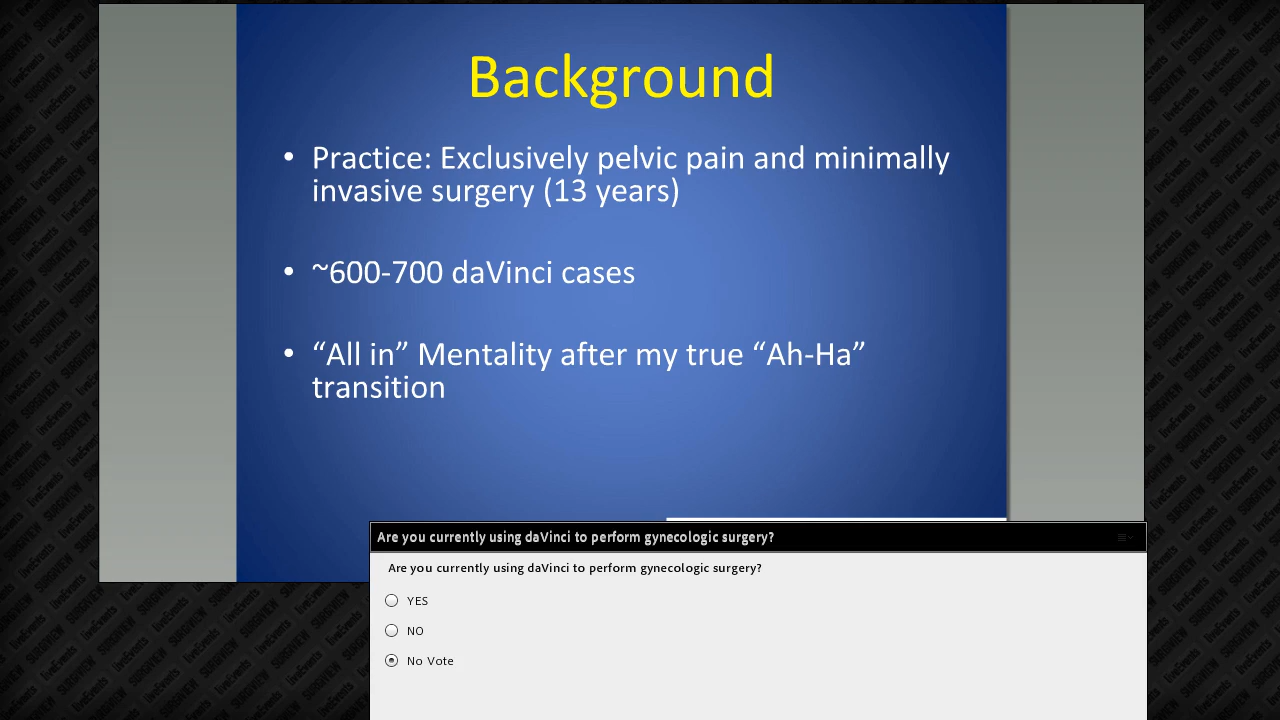 Background
• Practice: Exclusively pelvic pain and minimally
invasive surgery (13 years)
• ~600-700 daVinci cases
• “All in” Mentality after my true “Ah-Ha”
transition
Are you currently using daVinci to perform gynecologic surgery?
Are you currently using daVinci to perform gynecologic surgery?
YES
NO
No Vote